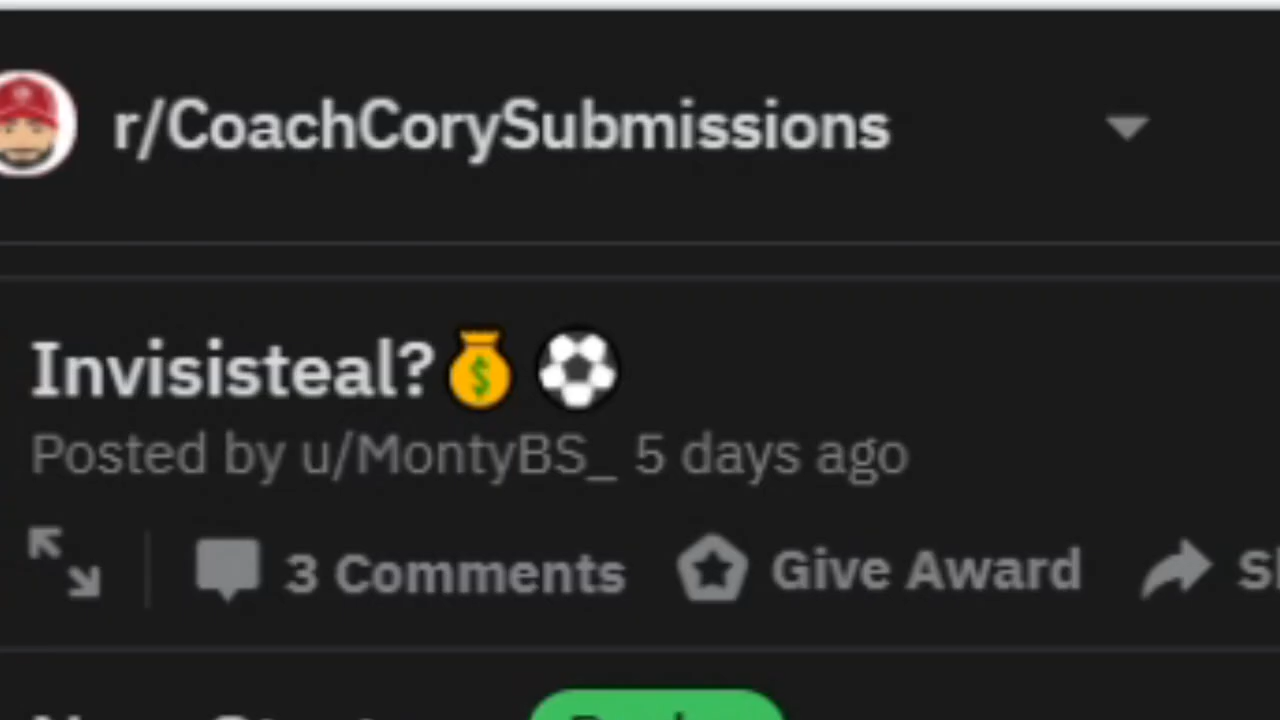 r/CoachCorySubmissions
Invisisteal?💰 ⚽
Posted by u/MontyBS_ 5 days ago
3 Comments Give Award